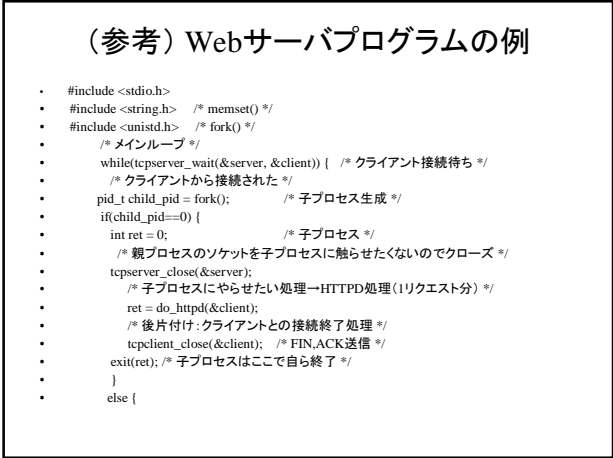 （参考）Webサーバプログラムの例
• #include <stdio.h>
• #include <string.h> /* memset() */
• #include <unistd.h> /* fork() */
• /* メインループ */
• while(tcpserver_wait(&server, &client)) { /* クライアント接続待ち */
• /* クライアントから接続された */
• pid_t child_pid = fork(); /* 子プロセス生成 */
• if(child_pid==0) {
• int ret = 0; /* 子プロセス */
• /* 親プロセスのソケットを子プロセスに触らせたくないのでクローズ */
• tcpserver_close(&server);
• /* 子プロセスにやらせたい処理→HTTPD処理（1リクエスト分） */
• ret = do_httpd(&client);
• /* 後片付け：クライアントとの接続終了処理 */
• tcpclient_close(&client); /* FIN,ACK送信 */
• exit(ret); /* 子プロセスはここで自ら終了 */
• }
• else {